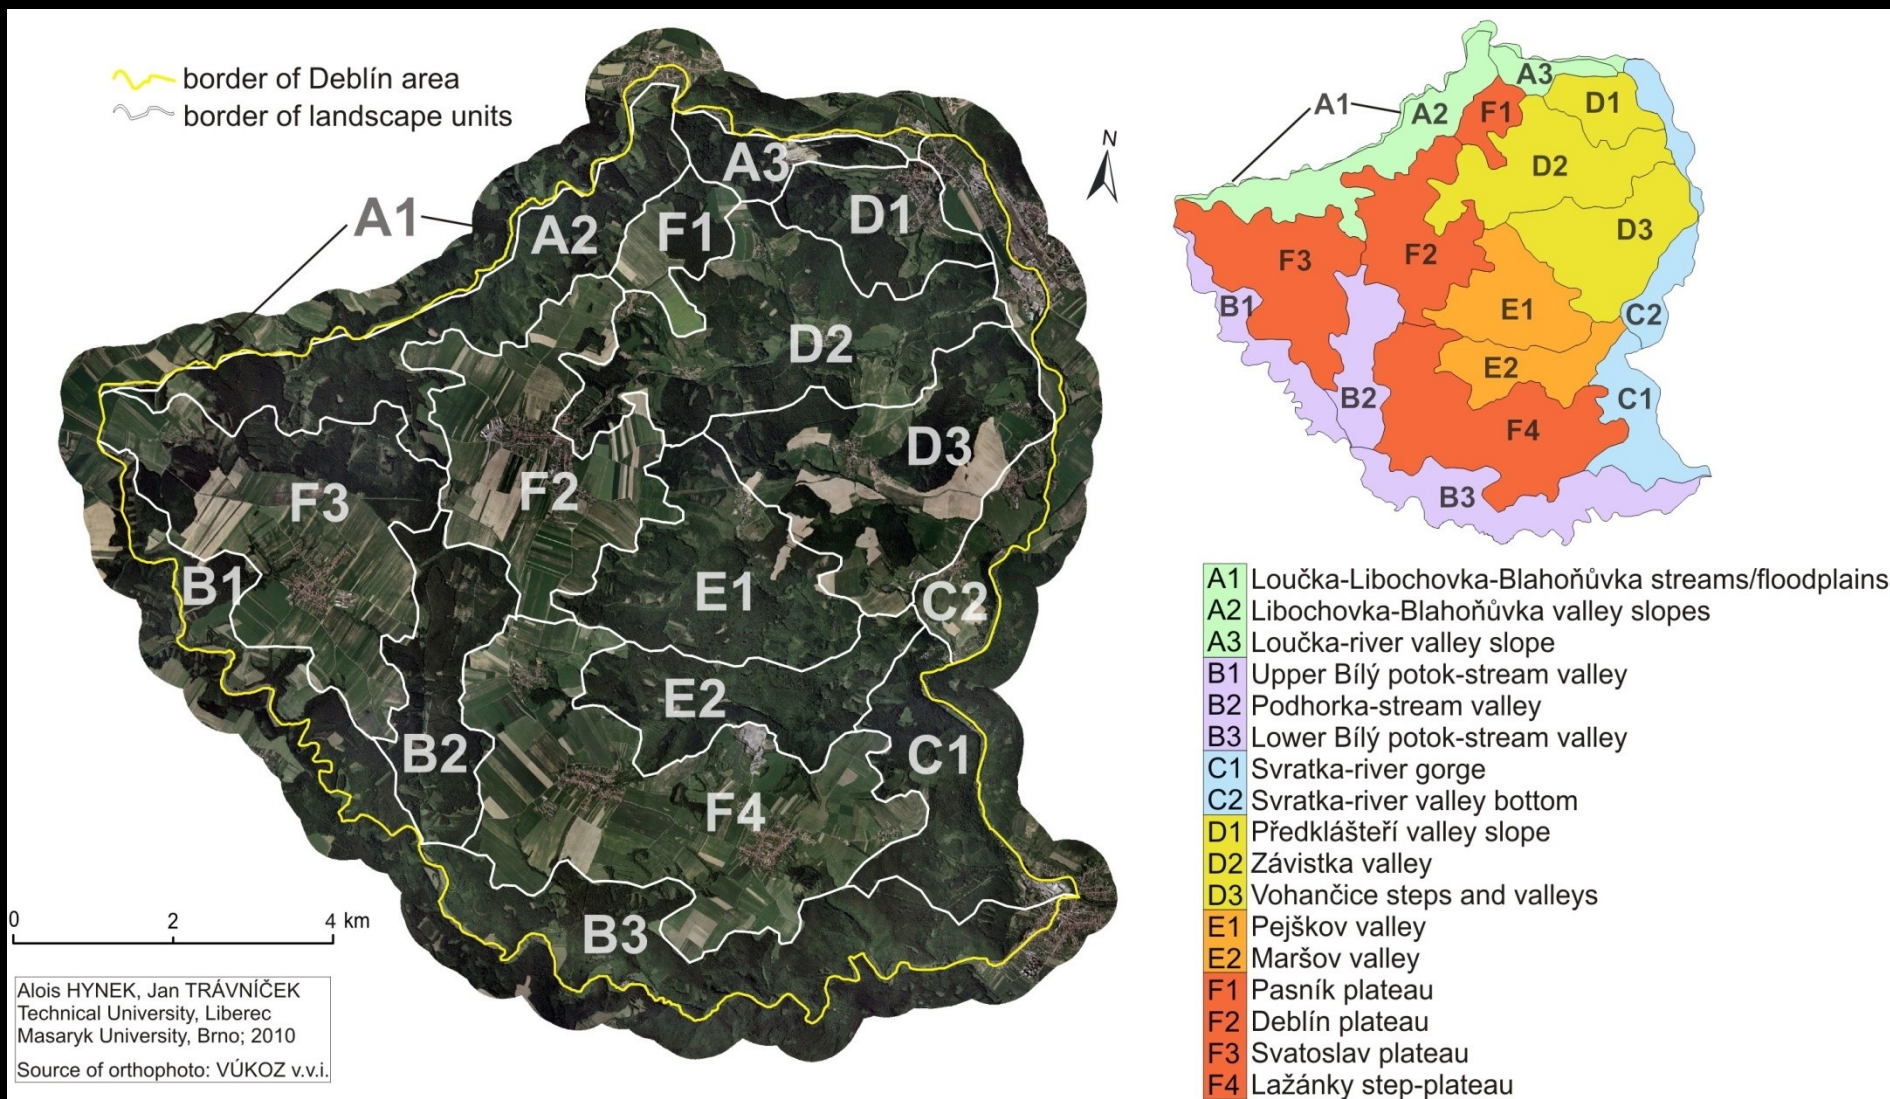 border of Deblín area
border of landscape units
A1
A2
A3
F1
D1
D2
D3
F2
F3
B1
E1
C2
E2
B2
C1
F4
B3
0 2 4 km
Alois HYNEK, Jan TRÁVNÍČEK
Technical University, Liberec
Masaryk University, Brno; 2010
Source of orthophoto: VÚKOZ v.v.i.
N
A3
A1
A2
F1
D1
D2
D3
F3
F2
B1
E1
C2
E2
B2
C1
F4
B3
A1 Loučka-Libochovka-Blahoňůvka streams/floodplains
A2 Libochovka-Blahoňůvka valley slopes
A3 Loučka-river valley slope
B1 Upper Bílý potok-stream valley
B2 Podhorka-stream valley
B3 Lower Bílý potok-stream valley
C1 Svratka-river gorge
C2 Svratka-river valley bottom
D1 Předklášteří valley slope
D2 Závistka valley
D3 Vohančice steps and valleys
E1 Pejškov valley
E2 Maršov valley
F1 Pasník plateau
F2 Deblín plateau
F3 Svatoslav plateau
F4 Lažánky step-plateau